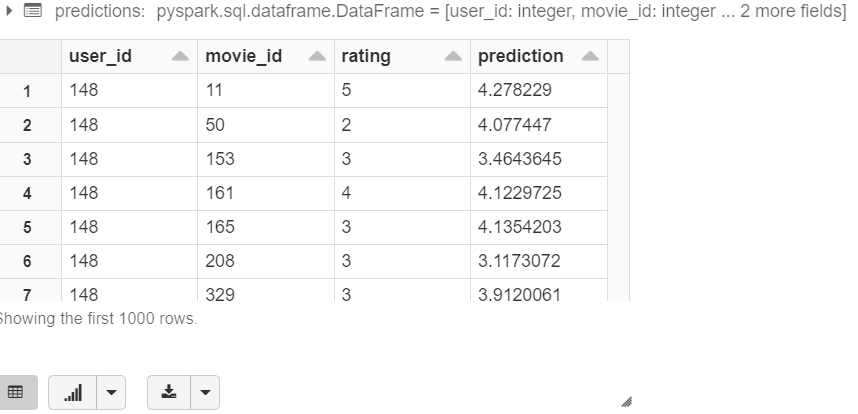 predictions: pyspark.sql.dataframe.DataFrame = [user_id: integer, movie_id: integer ... 2 more fields]
user_id movie_id rating prediction
1 148 11 5 4.278229
2 148 50 2 4.077447
3 148 153 3 3.4643645
4 148 161 4 4.1229725
5 148 165 3 4.1354203
6 148 208 3 3.1173072
7 148 329 3 3.9120061
Showing the first 1000 rows.